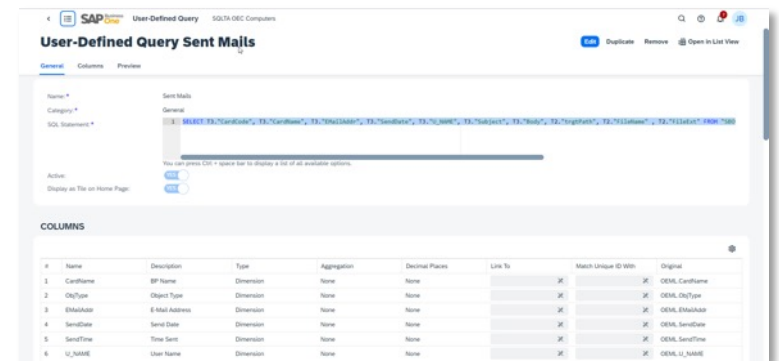 SAP Business One User-Defined Query SQLTA OEC Computers JB
User-Defined Query Sent Mails
Edit Duplicate Remove Open in List View
General Columns Preview
Name:* Sent Mails
Category:* General
SQL Statement:* 1 SELECT T3."CardCode", T3."CardName", T3."EMailAddr", T3."SendDate", T3."U_NAME", T3."Subject", T3."Body", T2."trgtPath", T2."FileName" , T2."FileExt" FROM "SBO
You can press Ctrl + space bar to display a list of all available options.
Active: YES
Display as Tile on Home Page: YES
COLUMNS
# Name Description Type Aggregation Decimal Places Link To Match Unique ID With Original
1 CardName BP Name Dimension None None OEML.CardName
2 ObjType Object Type Dimension None None OEML.ObjType
3 EMailAddr E-Mail Address Dimension None None OEML.EMailAddr
4 SendDate Send Date Dimension None None OEML.SendDate
5 SendTime Time Sent Dimension None None OEML.SendTime
6 U_NAME User Name Dimension None None OEML.U_NAME